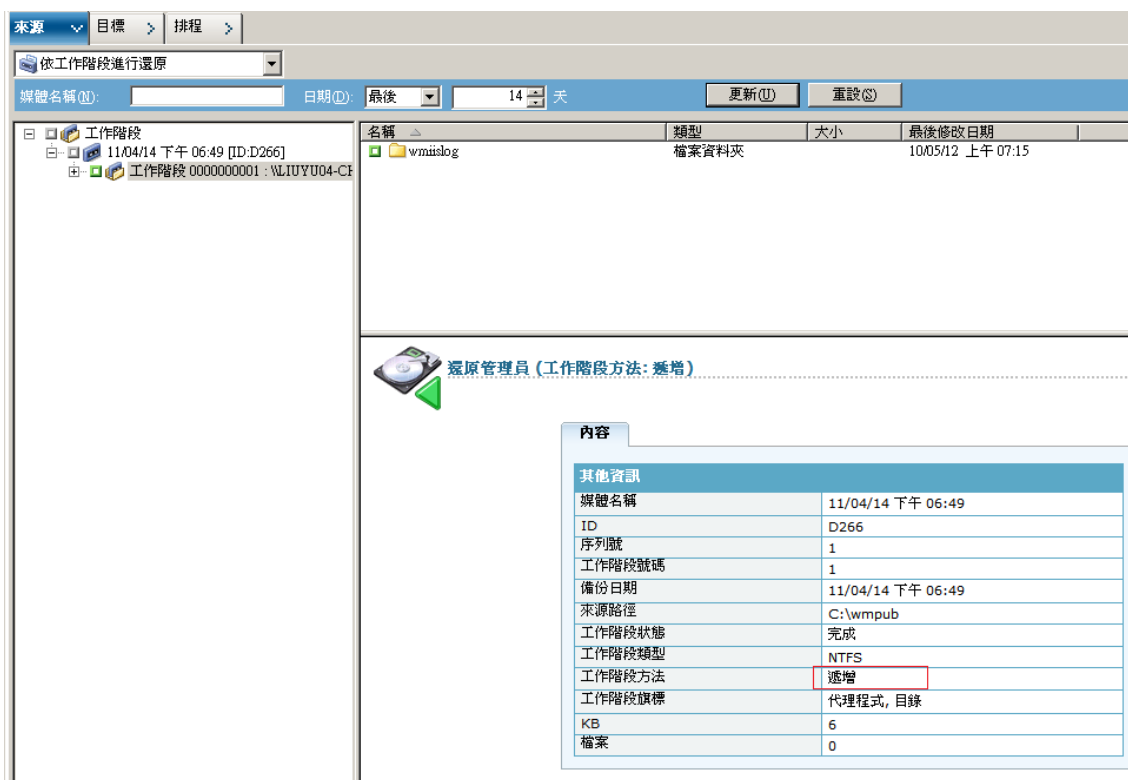 來源 目標 排程
依工作階段進行還原
媒體名稱(N): 日期(D): 最後 14 天 更新(U) 重設(S)
工作階段
11/04/14 下午 06:49 [ID:D266]
工作階段 0000000001 : \\LIUYU04-CH
名稱 類型 大小 最後修改日期
wmiislog 檔案資料夾 10/05/12 上午 07:15
還原管理員 (工作階段方法: 遞增)
內容
其他資訊
媒體名稱 11/04/14 下午 06:49
ID D266
序列號 1
工作階段號碼 1
備份日期 11/04/14 下午 06:49
來源路徑 C:\wmpub
工作階段狀態 完成
工作階段類型 NTFS
工作階段方法 遞增
工作階段旗標 代理程式, 目錄
KB 6
檔案 0